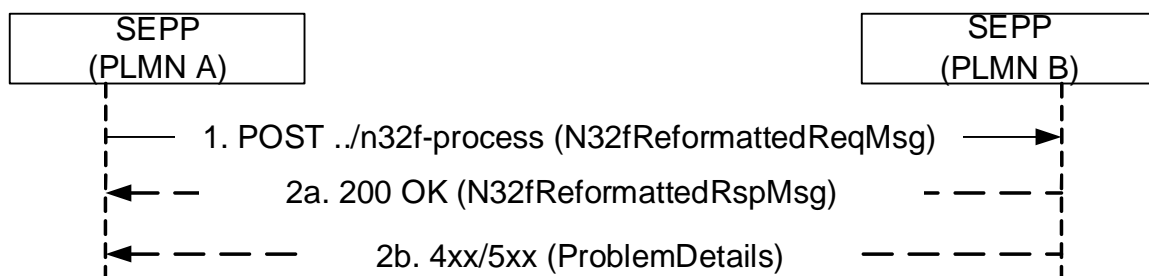 SEPP
(PLMN A)
SEPP
(PLMN B)
1. POST ../n32f-process (N32fReformattedReqMsg)
2a. 200 OK (N32fReformattedRspMsg)
2b. 4xx/5xx (ProblemDetails)